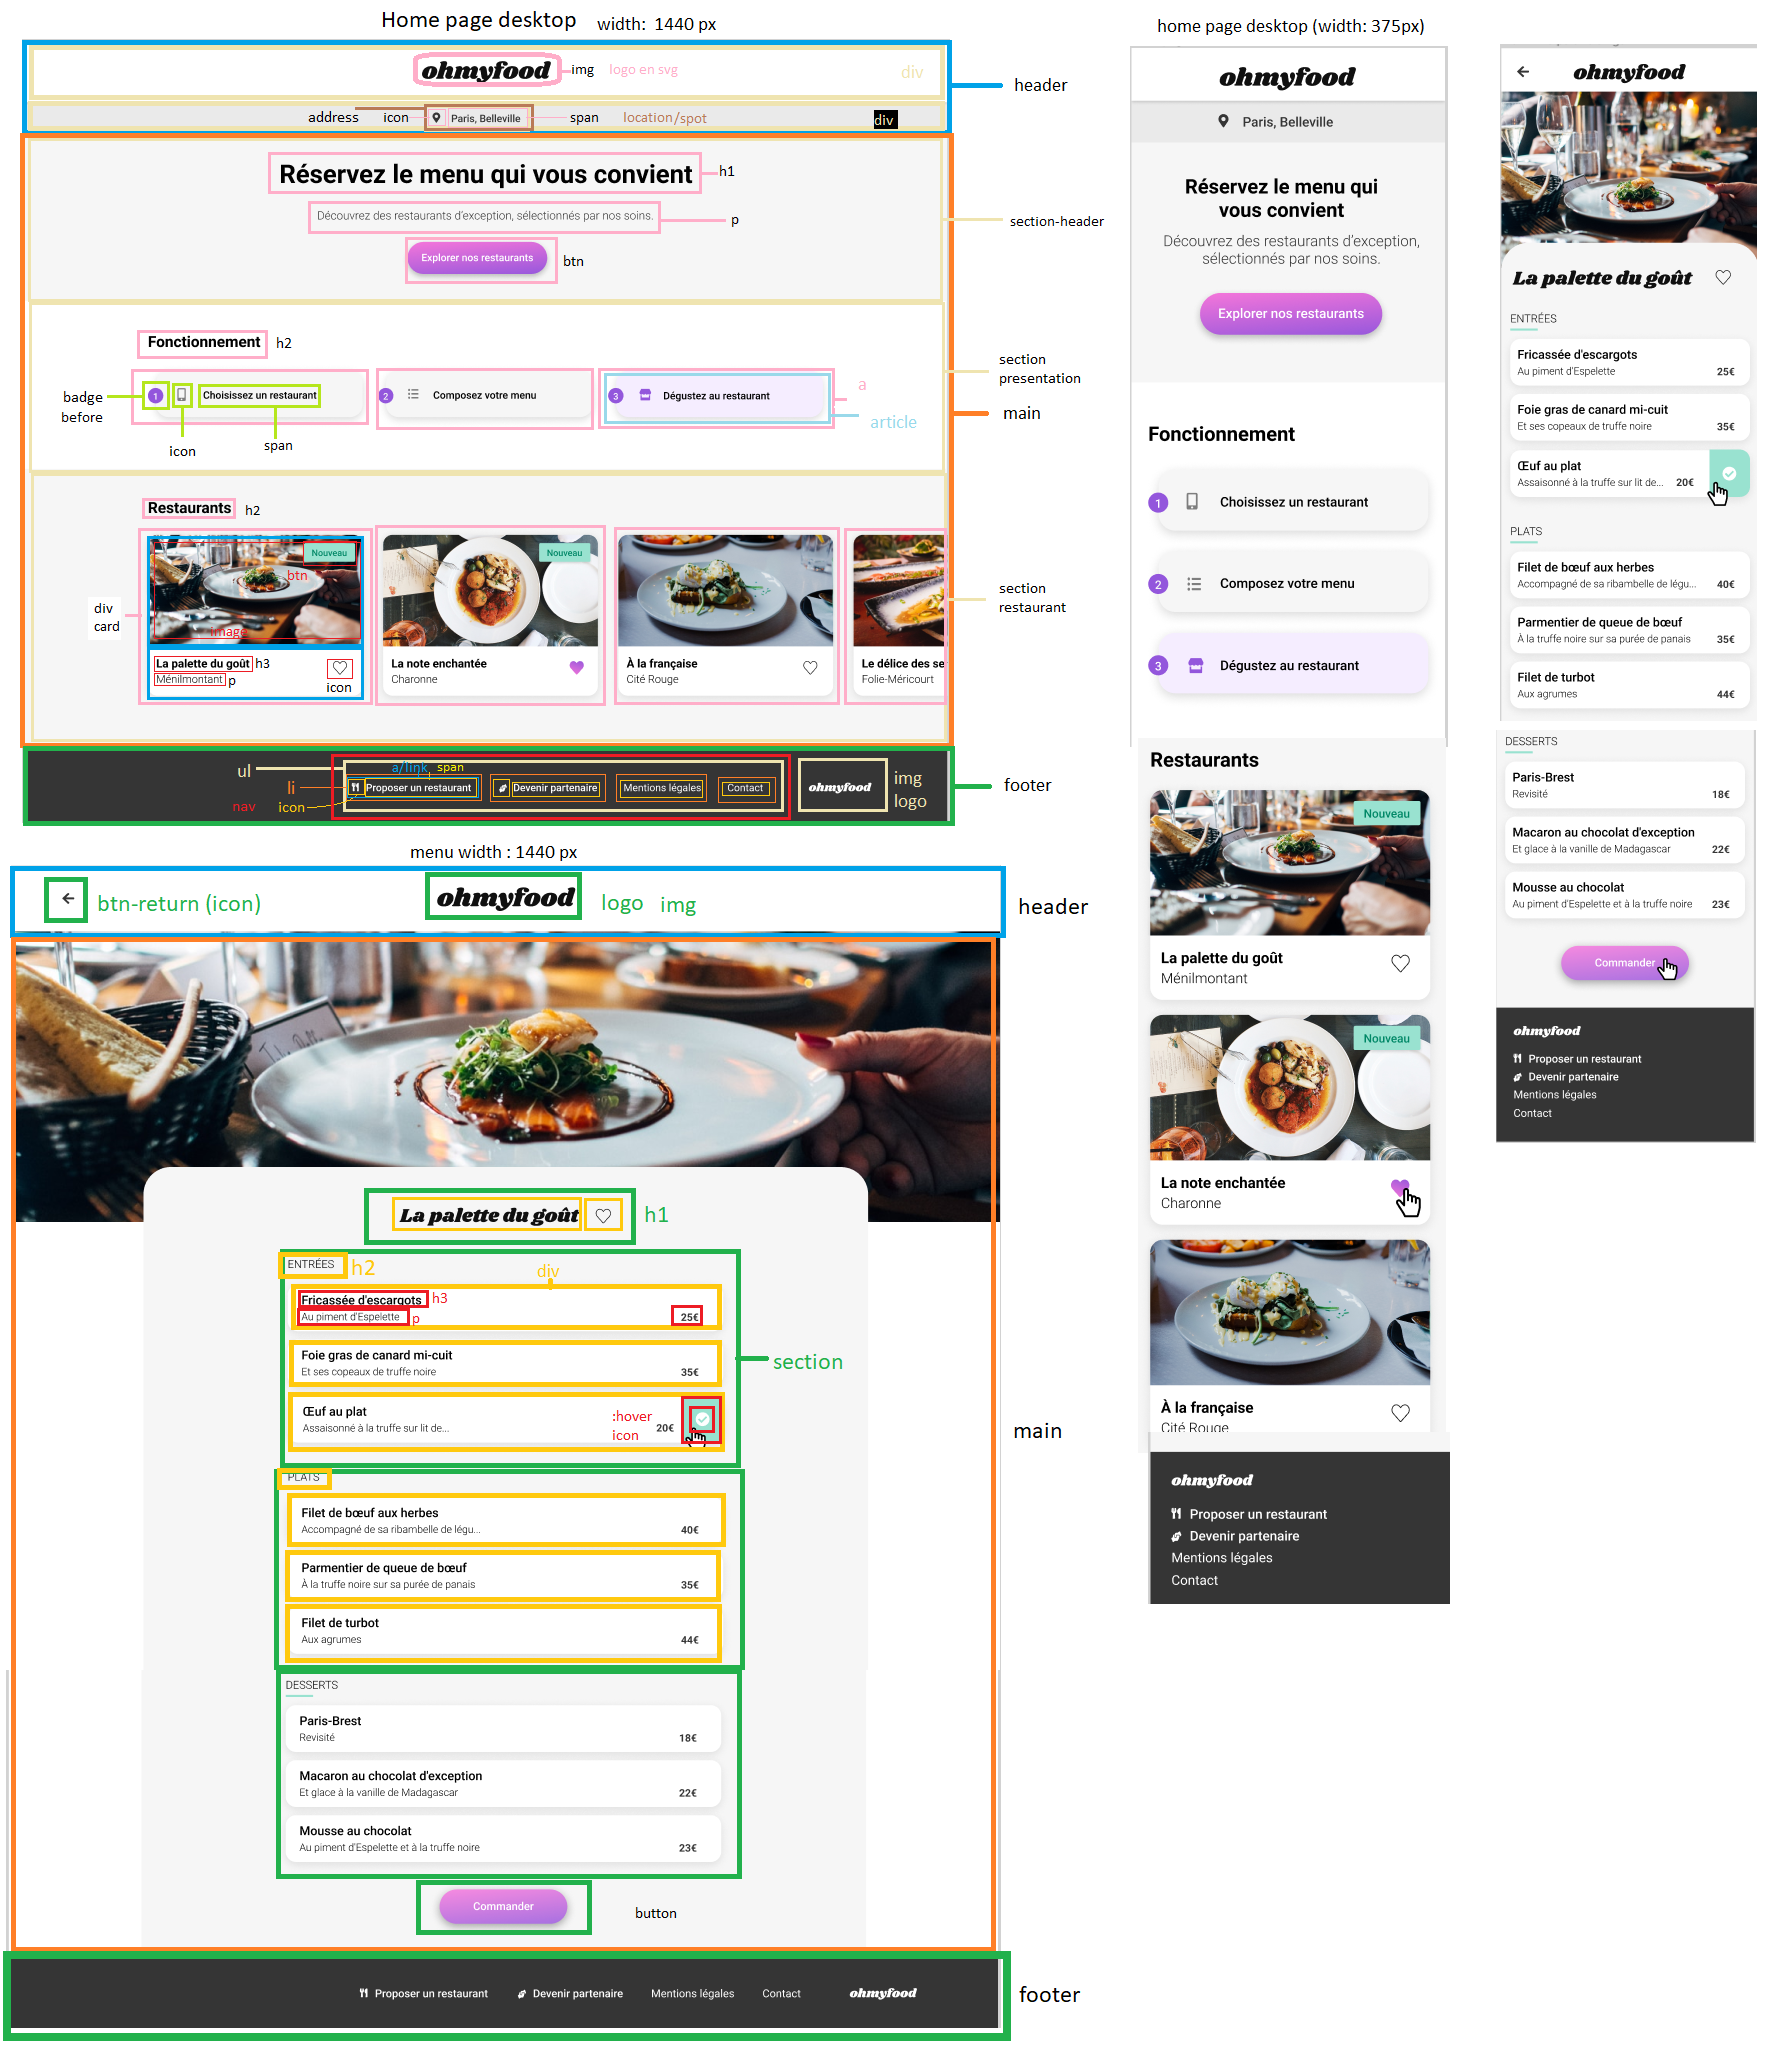 Home page desktop width: 1440 px
ohmyfood img logo en svg div
header
address icon Paris, Belleville span location/spot div
Réservez le menu qui vous convient h1
Découvrez des restaurants d'exception, sélectionnés par nos soins. p
section-header
Explorer nos restaurants btn
Fonctionnement h2
section
presentation
badge
before
1 Choisissez un restaurant
2 Composez votre menu
3 Dégustez au restaurant
a
article
main
icon
span
Restaurants h2
Nouveau
btn
image
div
card
La palette du goût h3
Ménilmontant p
icon
Nouveau
La note enchantée
Charonne
À la française
Cité Rouge
Le délice des se
Folie-Méricourt
section
restaurant
ul
a/link span
li
nav icon
Proposer un restaurant
Devenir partenaire
Mentions légales
Contact
ohmyfood
img
logo
footer
menu width : 1440 px
btn-return (icon)
ohmyfood logo img
header
La palette du goût h1
ENTRÉES h2 div
Fricassée d'escargots h3
Au piment d'Espelette p 25€
Foie gras de canard mi-cuit
Et ses copeaux de truffe noire 35€
section
Œuf au plat
Assaisonné à la truffe sur lit de... 20€
:hover
icon
main
PLATS
Filet de bœuf aux herbes
Accompagné de sa ribambelle de légu... 40€
Parmentier de queue de bœuf
À la truffe noire sur sa purée de panais 35€
Filet de turbot
Aux agrumes 44€
DESSERTS
Paris-Brest
Revisité 18€
Macaron au chocolat d'exception
Et glace à la vanille de Madagascar 22€
Mousse au chocolat
Au piment d'Espelette et à la truffe noire 23€
Commander
button
Proposer un restaurant Devenir partenaire Mentions légales Contact ohmyfood
footer
home page desktop (width: 375px)
ohmyfood
Paris, Belleville
Réservez le menu qui
vous convient
Découvrez des restaurants d'exception,
sélectionnés par nos soins.
Explorer nos restaurants
Fonctionnement
1 Choisissez un restaurant
2 Composez votre menu
3 Dégustez au restaurant
Restaurants
Nouveau
La palette du goût
Ménilmontant
Nouveau
La note enchantée
Charonne
À la française
Cité Rouge
ohmyfood
Proposer un restaurant
Devenir partenaire
Mentions légales
Contact
ohmyfood
La palette du goût
ENTRÉES
Fricassée d'escargots
Au piment d'Espelette 25€
Foie gras de canard mi-cuit
Et ses copeaux de truffe noire 35€
Œuf au plat
Assaisonné à la truffe sur lit de... 20€
PLATS
Filet de bœuf aux herbes
Accompagné de sa ribambelle de légu... 40€
Parmentier de queue de bœuf
À la truffe noire sur sa purée de panais 35€
Filet de turbot
Aux agrumes 44€
DESSERTS
Paris-Brest
Revisité 18€
Macaron au chocolat d'exception
Et glace à la vanille de Madagascar 22€
Mousse au chocolat
Au piment d'Espelette et à la truffe noire 23€
Commander
ohmyfood
Proposer un restaurant
Devenir partenaire
Mentions légales
Contact